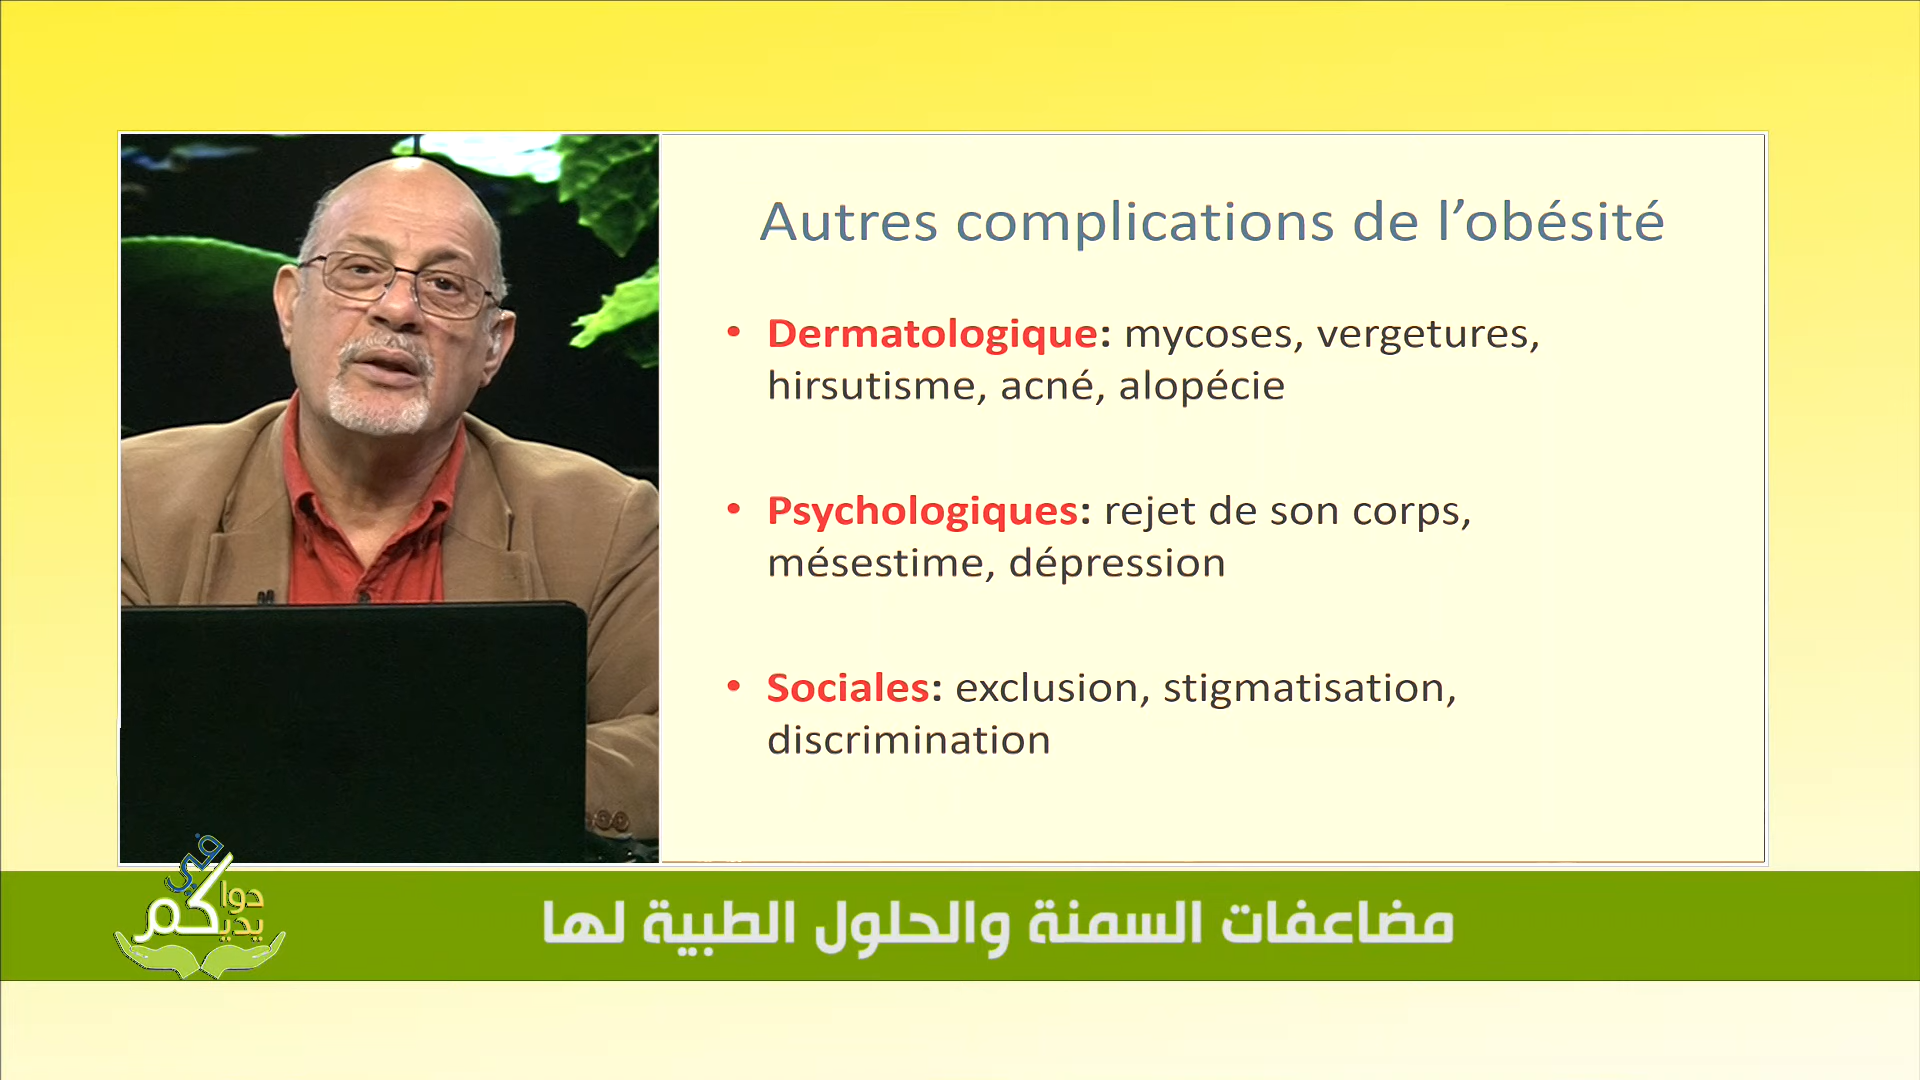 Autres complications de l’obésité
• Dermatologique: mycoses, vergetures,
hirsutisme, acné, alopécie
• Psychologiques: rejet de son corps,
mésestime, dépression
• Sociales: exclusion, stigmatisation,
discrimination
دواكم
في
يديكم
مضاعفات السمنة والحلول الطبية لها